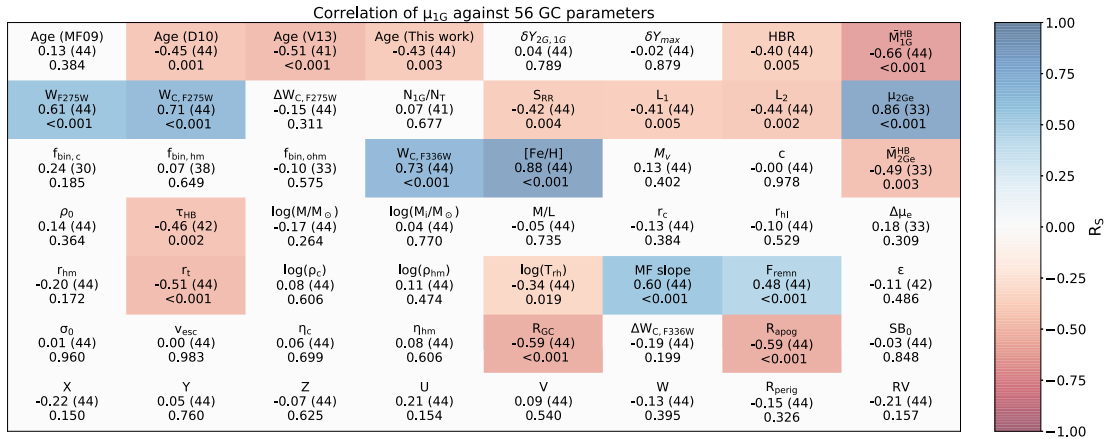 Correlation of μ1G against 56 GC parameters
Age (MF09) Age (D10) Age (V13) Age (This work) δY2G, 1G δYmax HBR M̄1G^HB
0.13 (44) -0.45 (44) -0.51 (41) -0.43 (44) 0.04 (44) -0.02 (44) -0.40 (44) -0.66 (44)
0.384 0.001 <0.001 0.003 0.789 0.879 0.005 <0.001
WF275W WC, F275W ΔWC, F275W N1G/NT SRR L1 L2 μ2Ge
0.61 (44) 0.71 (44) -0.15 (44) 0.07 (41) -0.42 (44) -0.41 (44) -0.44 (44) 0.86 (33)
<0.001 <0.001 0.311 0.677 0.004 0.005 0.002 <0.001
fbin, c fbin, hm fbin, ohm WC, F336W [Fe/H] Mv c M̄2Ge^HB
0.24 (30) 0.07 (38) -0.10 (33) 0.73 (44) 0.88 (44) 0.13 (44) -0.00 (44) -0.49 (33)
0.185 0.649 0.575 <0.001 <0.001 0.402 0.978 0.003
ρ0 τHB log(M/M⊙) log(Mi/M⊙) M/L rc rhl Δμe
0.14 (44) -0.46 (42) -0.17 (44) 0.04 (44) -0.05 (44) -0.13 (44) -0.10 (44) 0.18 (33)
0.364 0.002 0.264 0.770 0.735 0.384 0.529 0.309
rhm rt log(ρc) log(ρhm) log(Trh) MF slope Fremn ε
-0.20 (44) -0.51 (44) 0.08 (44) 0.11 (44) -0.34 (44) 0.60 (44) 0.48 (44) -0.11 (42)
0.172 <0.001 0.606 0.474 0.019 <0.001 <0.001 0.486
σ0 vesc ηc ηhm RGC ΔWC, F336W Rapog SB0
0.01 (44) 0.00 (44) 0.06 (44) 0.08 (44) -0.59 (44) -0.19 (44) -0.59 (44) -0.03 (44)
0.960 0.983 0.699 0.606 <0.001 0.199 <0.001 0.848
X Y Z U V W Rperig RV
-0.22 (44) 0.05 (44) -0.07 (44) 0.21 (44) 0.09 (44) -0.13 (44) -0.15 (44) -0.21 (44)
0.150 0.760 0.625 0.154 0.540 0.395 0.326 0.157
1.00
0.75
0.50
0.25
0.00
−0.25
−0.50
−0.75
−1.00
RS